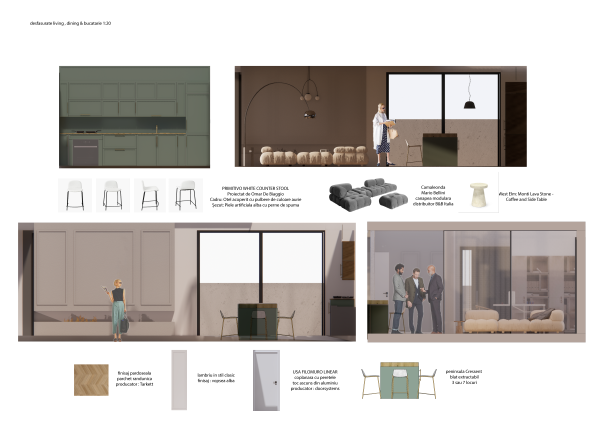 desfasurate living , dining & bucatarie 1:20
PRIMITIVO WHITE COUNTER STOOL
Proiectat de Omar De Biaggio
Cadru: Otel acoperit cu pulbere de culoare aurie
Sezut: Piele artificiala alba cu perne de spuma
Camaleonda
Mario Bellini
canapea modulara
distribuitor B&B Italia
West Elm: Monti Lava Stone -
Coffee and Side Table
finisaj pardoseala
parchet semiunica
producator : Tarkett
lambriu in stil clasic
finisaj : vopsea alba
USA FILOMURO LINEAR
coplanara cu peretele
toc ascuns din aluminiu
producator : doorsystems
peninsula Crescent
blat extractabil
3 sau 7 locuri